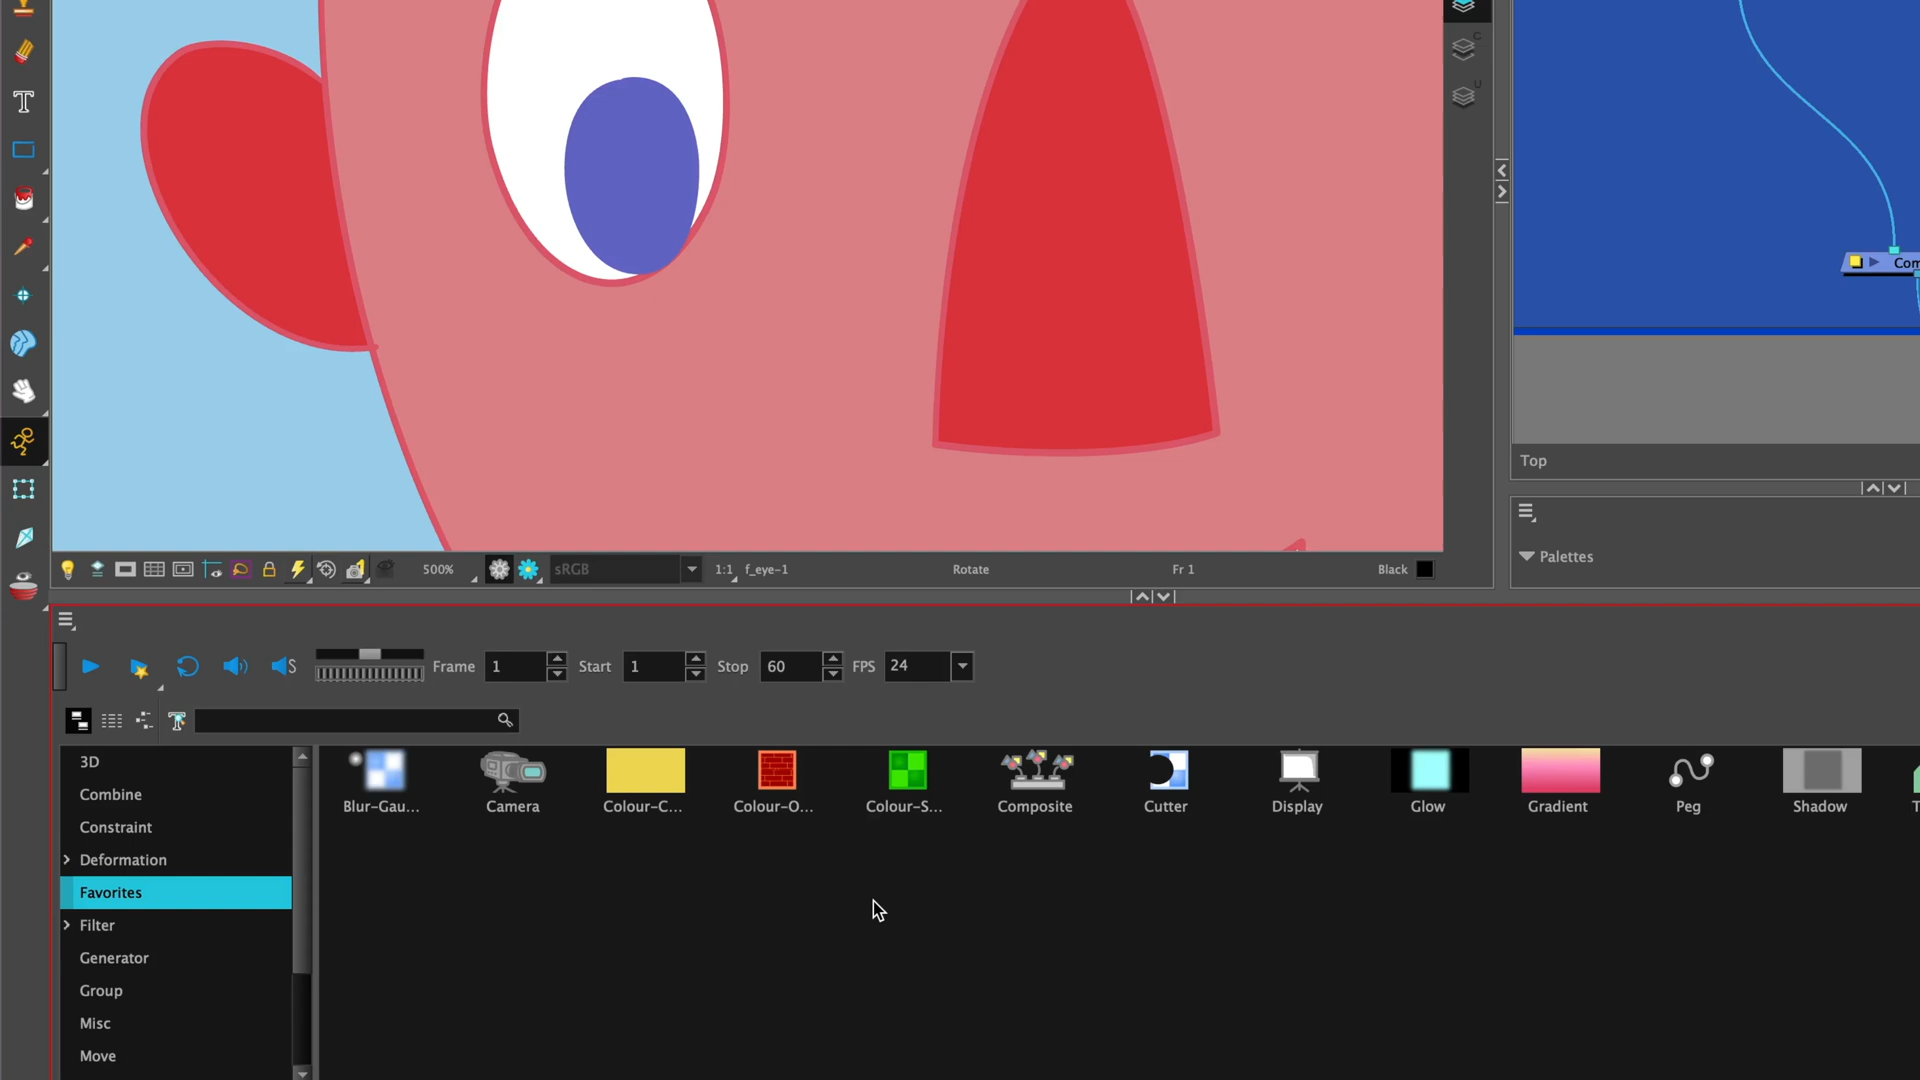 C
U
Com
Top
Palettes
500%
sRGB
1:1
f_eye-1
Rotate
Fr 1
Black
Frame
1
Start
1
Stop
60
FPS
24
3D
Combine
Constraint
Deformation
Favorites
Filter
Generator
Group
Misc
Move
Blur-Gau...
Camera
Colour-C...
Colour-O...
Colour-S...
Composite
Cutter
Display
Glow
Gradient
Peg
Shadow
T